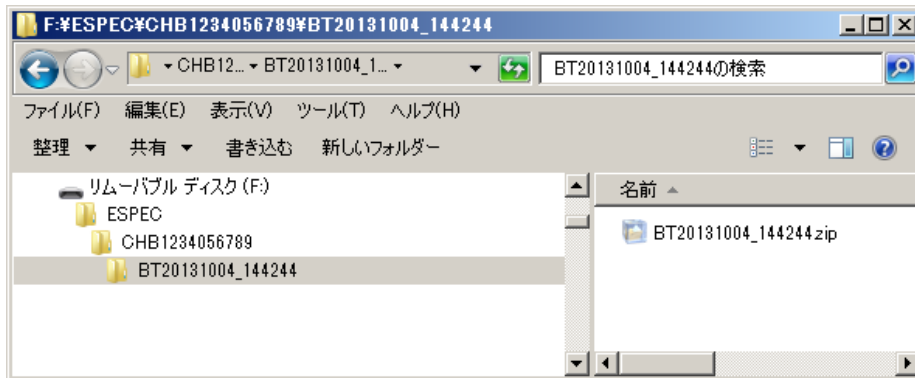 F:¥ESPEC¥CHB1234056789¥BT20131004_144244
CHB12... BT20131004_1... BT20131004_144244の検索
ファイル(F) 編集(E) 表示(V) ツール(T) ヘルプ(H)
整理 共有 書き込む 新しいフォルダー
リムーバブル ディスク (F:)
ESPEC
CHB1234056789
BT20131004_144244
名前
BT20131004_144244.zip